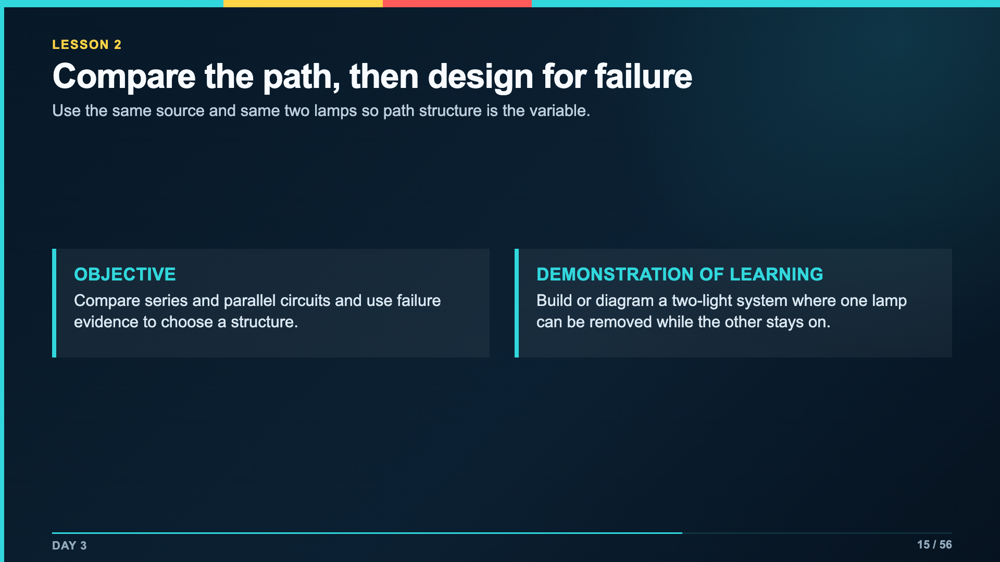 LESSON 2
Compare the path, then design for failure
Use the same source and same two lamps so path structure is the variable.
OBJECTIVE
Compare series and parallel circuits and use failure
evidence to choose a structure.
DEMONSTRATION OF LEARNING
Build or diagram a two-light system where one lamp
can be removed while the other stays on.
DAY 3
15 / 56